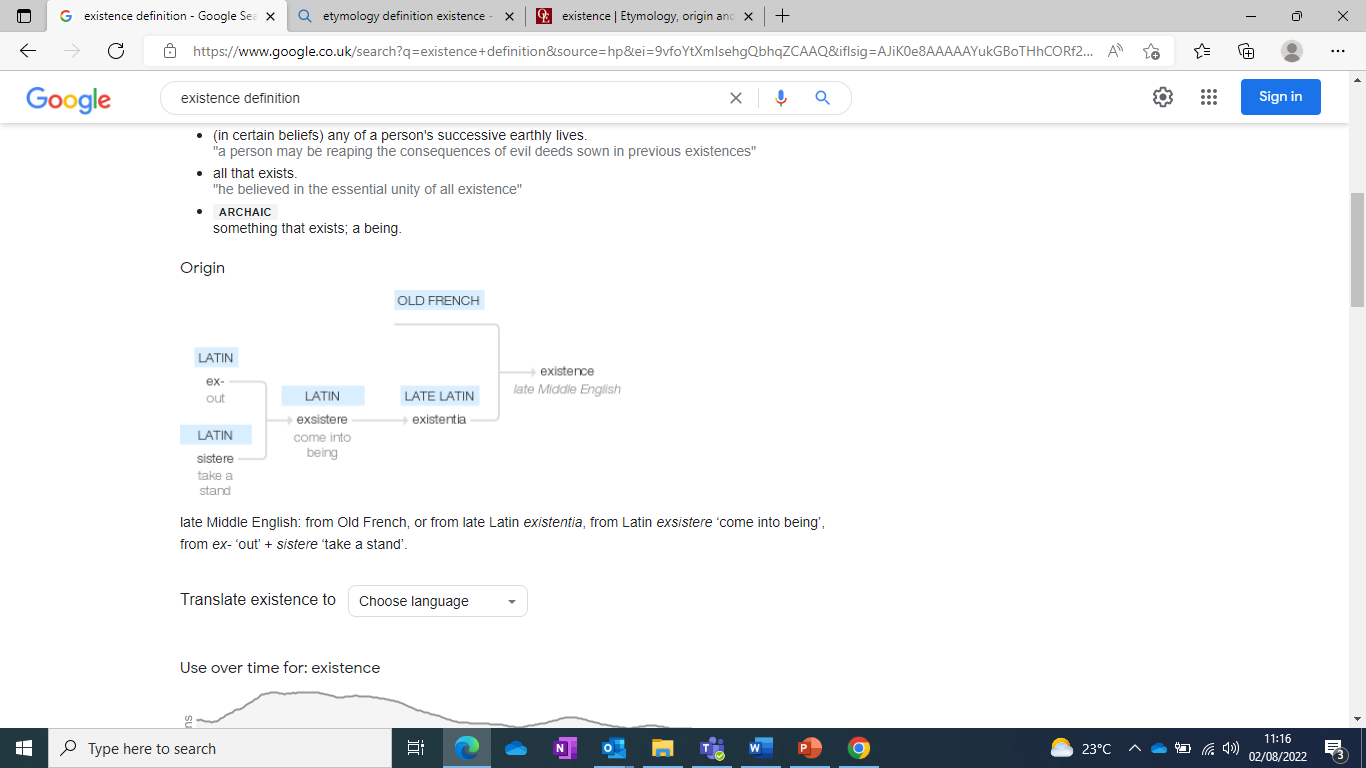 existence definition - Google Sea
etymology definition existence -
existence | Etymology, origin and
https://www.google.co.uk/search?q=existence+definition&source=hp&ei=9vfoYtXmIsehgQbhqZCAAQ&iflsig=AJiK0e8AAAAAYukGBoTHhCORf2...
Google
existence definition
Sign in
• (in certain beliefs) any of a person's successive earthly lives.
"a person may be reaping the consequences of evil deeds sown in previous existences"
• all that exists.
"he believed in the essential unity of all existence"
• ARCHAIC
something that exists; a being.
Origin
OLD FRENCH
LATIN
ex-
out
LATIN
exsistere
come into
being
LATE LATIN
existentia
existence
late Middle English
LATIN
sistere
take a
stand
late Middle English: from Old French, or from late Latin existentia, from Latin exsistere ‘come into being’,
from ex- ‘out’ + sistere ‘take a stand’.
Translate existence to
Choose language
Use over time for: existence
Type here to search
23°C
11:16
02/08/2022
3